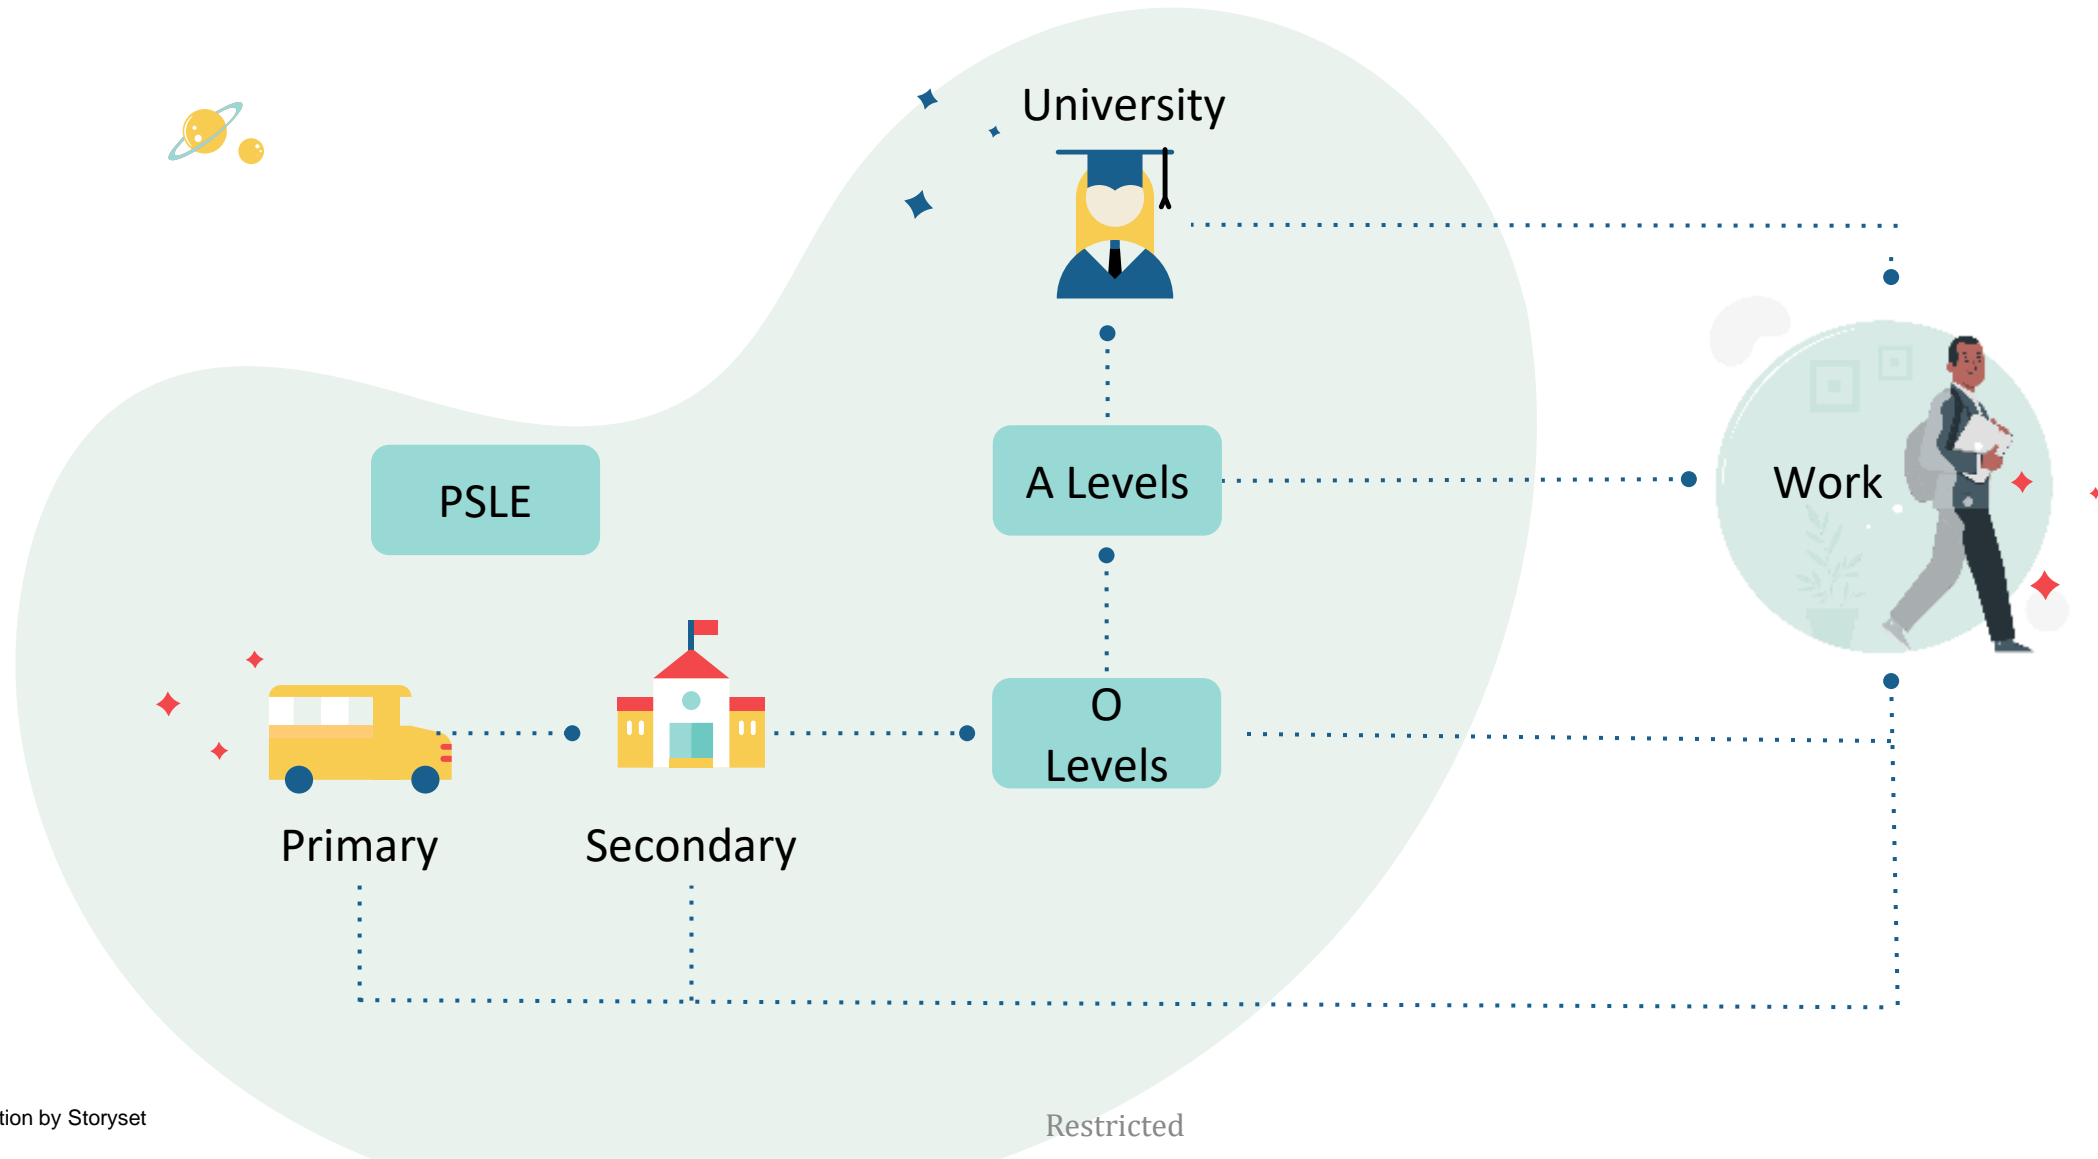 University
PSLE
A Levels
Work
O
Levels
Primary
Secondary
tion by Storyset
Restricted